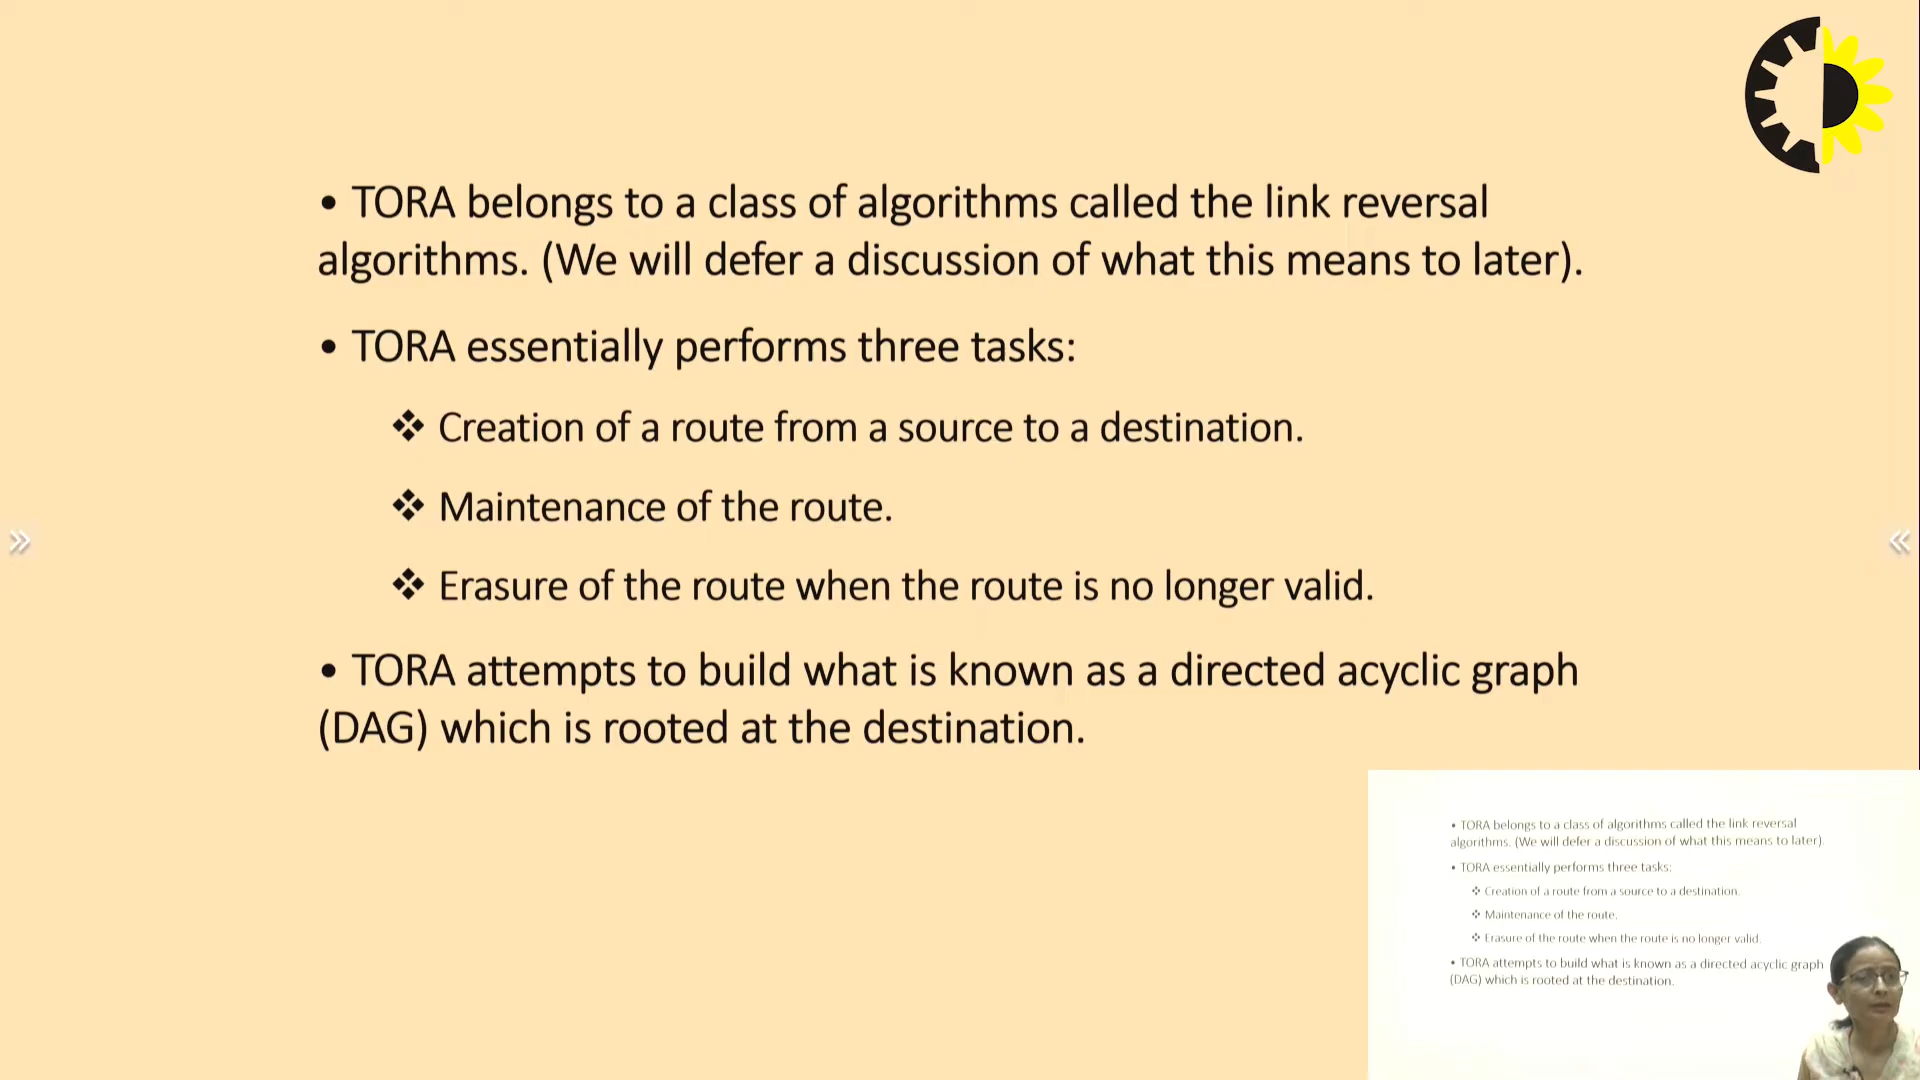 • TORA belongs to a class of algorithms called the link reversal
algorithms. (We will defer a discussion of what this means to later).
• TORA essentially performs three tasks:
❖ Creation of a route from a source to a destination.
❖ Maintenance of the route.
❖ Erasure of the route when the route is no longer valid.
• TORA attempts to build what is known as a directed acyclic graph
(DAG) which is rooted at the destination.
• TORA belongs to a class of algorithms called the link reversal
algorithms. (We will defer a discussion of what this means to later).
• TORA essentially performs three tasks:
❖ Creation of a route from a source to a destination.
❖ Maintenance of the route.
❖ Erasure of the route when the route is no longer valid.
• TORA attempts to build what is known as a directed acyclic graph
(DAG) which is rooted at the destination.